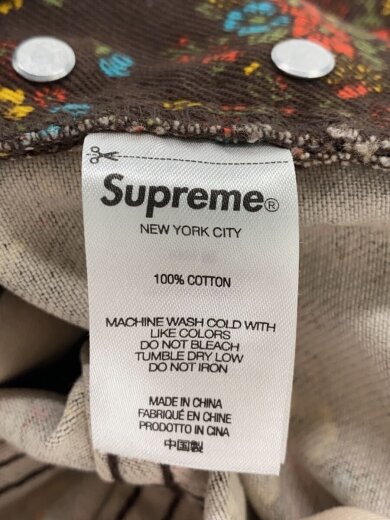 Supreme®
NEW YORK CITY
100% COTTON
MACHINE WASH COLD WITH
LIKE COLORS
DO NOT BLEACH
TUMBLE DRY LOW
DO NOT IRON
MADE IN CHINA
FABRIQUÉ EN CHINE
PRODOTTO IN CINA
中国製